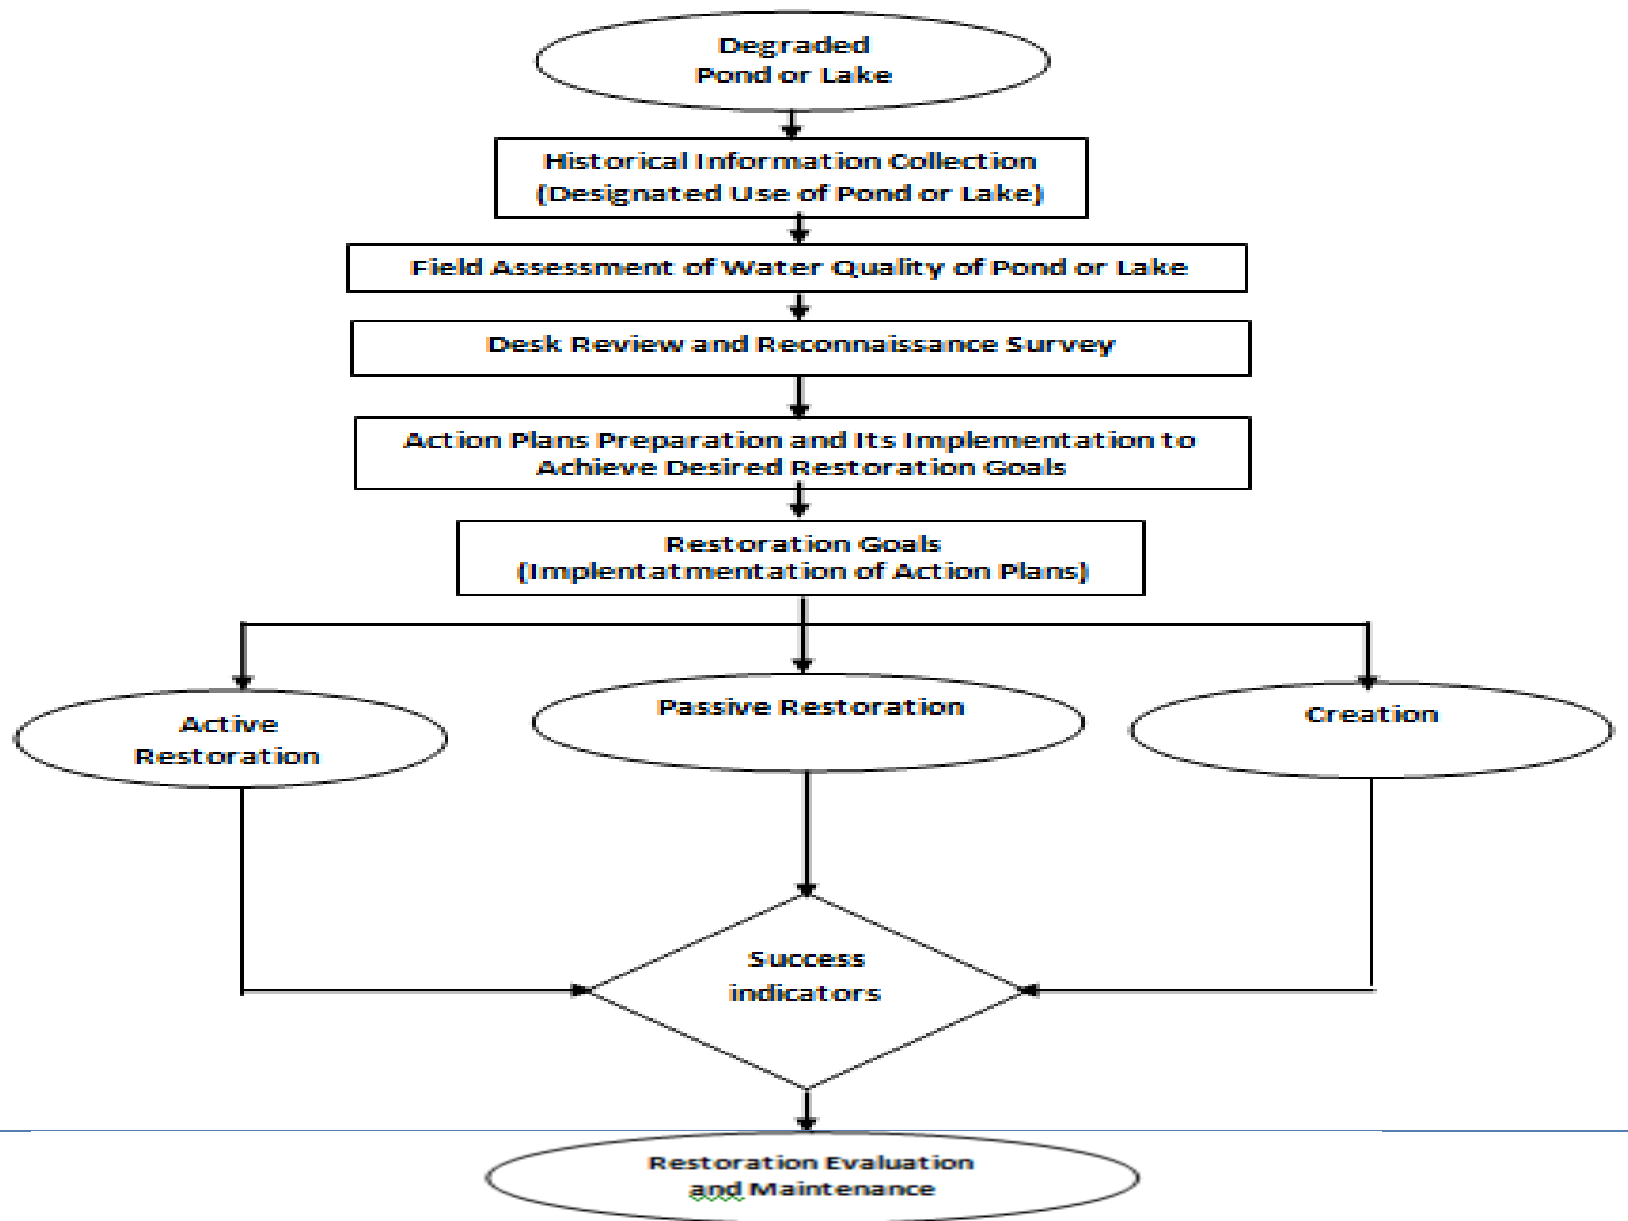 Degraded
Pond or Lake
Historical Information Collection
(Designated Use of Pond or Lake)
Field Assessment of Water Quality of Pond or Lake
Desk Review and Reconnaissance Survey
Action Plans Preparation and Its Implementation to
Achieve Desired Restoration Goals
Restoration Goals
(Implentatmentation of Action Plans)
Active
Restoration
Passive Restoration
Creation
Success
indicators
Restoration Evaluation
and Maintenance